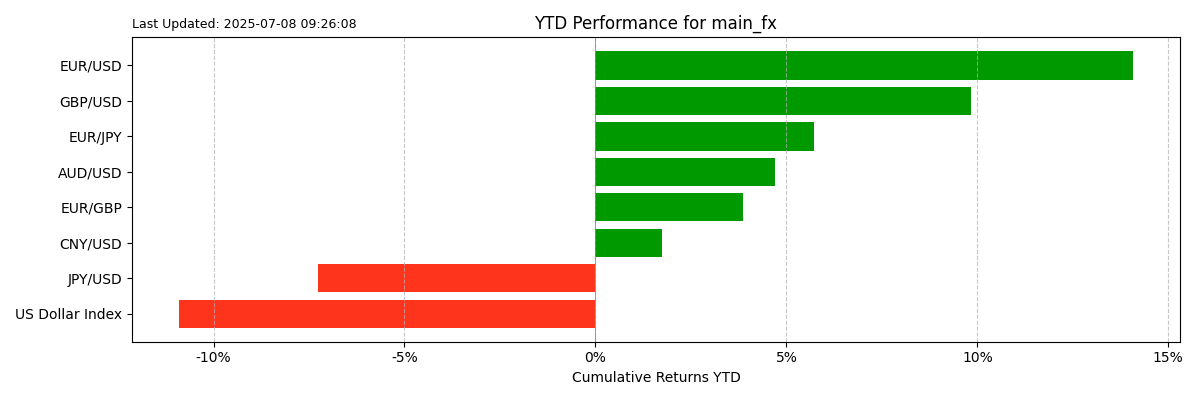 Last Updated: 2025-07-08 09:26:08
YTD Performance for main_fx
EUR/USD
GBP/USD
EUR/JPY
AUD/USD
EUR/GBP
CNY/USD
JPY/USD
US Dollar Index
-10% -5% 0% 5% 10% 15%
Cumulative Returns YTD